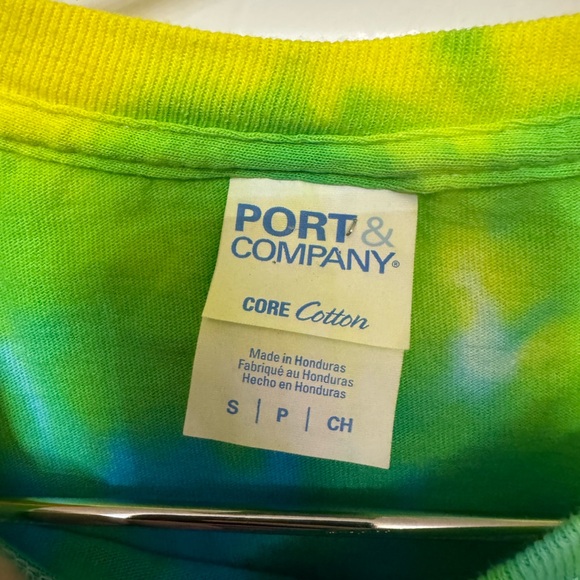 PORT &
COMPANY®
CORE Cotton
Made in Honduras
Fabriqué au Honduras
Hecho en Honduras
S | P | CH